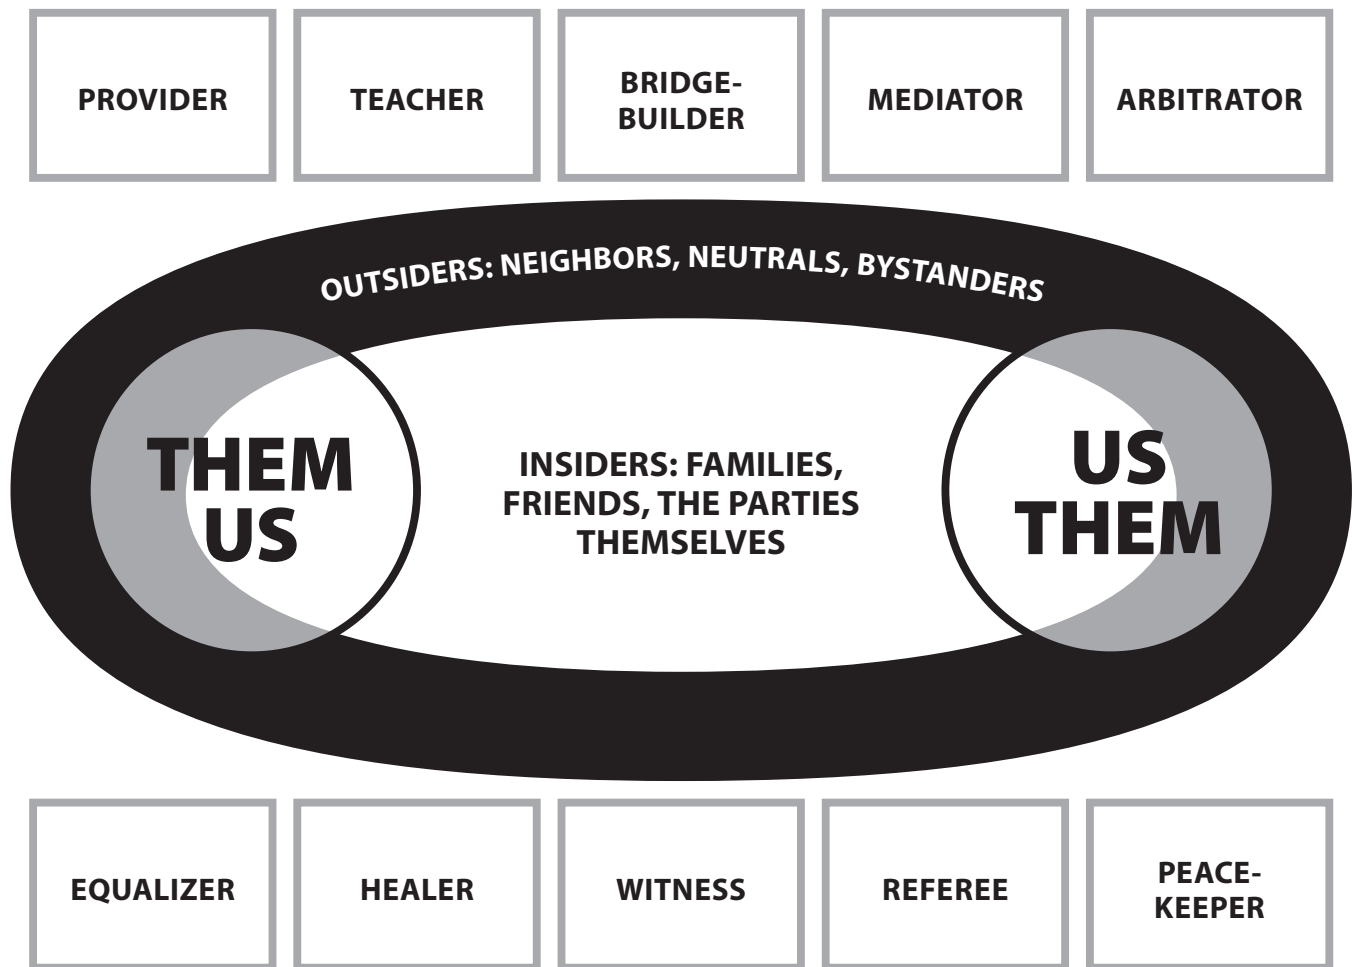 PROVIDER
TEACHER
BRIDGE-
BUILDER
MEDIATOR
ARBITRATOR
OUTSIDERS: NEIGHBORS, NEUTRALS, BYSTANDERS
THEM
US
INSIDERS: FAMILIES,
FRIENDS, THE PARTIES
THEMSELVES
US
THEM
EQUALIZER
HEALER
WITNESS
REFEREE
PEACE-
KEEPER